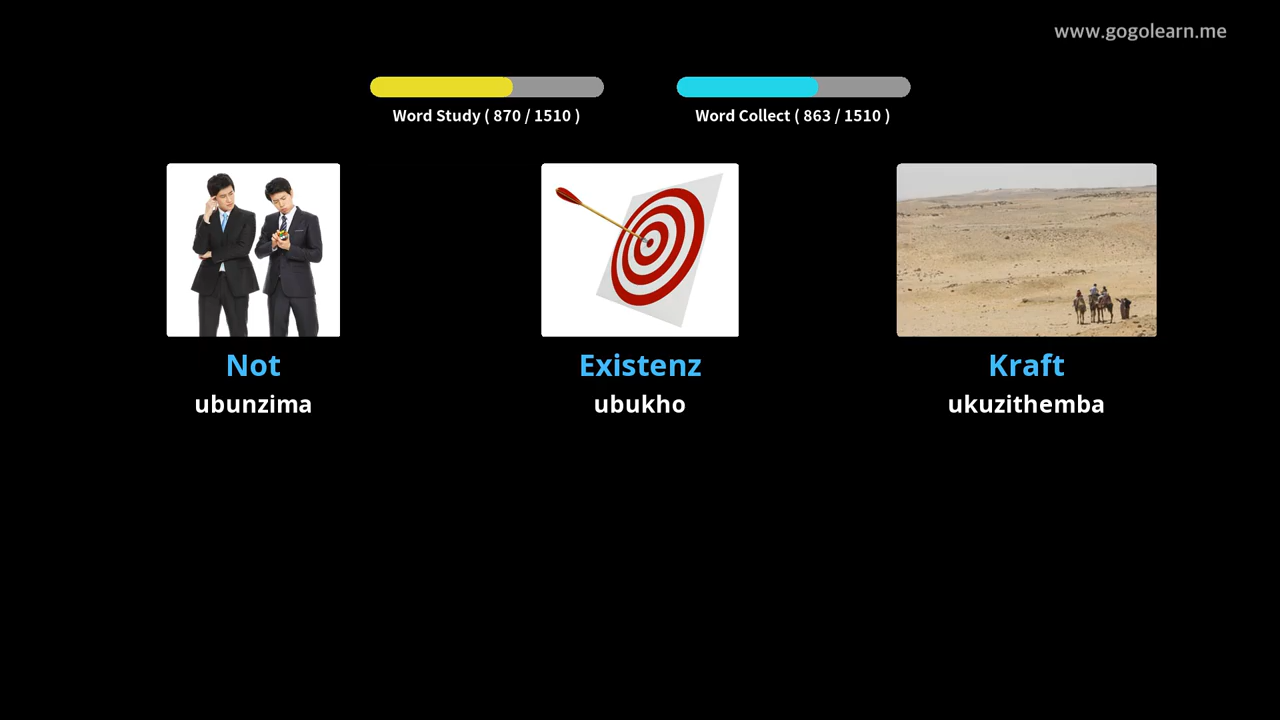 www.gogolearn.me
Word Study ( 870 / 1510 )
Word Collect ( 863 / 1510 )
Not
ubunzima
Existenz
ubukho
Kraft
ukuzithemba